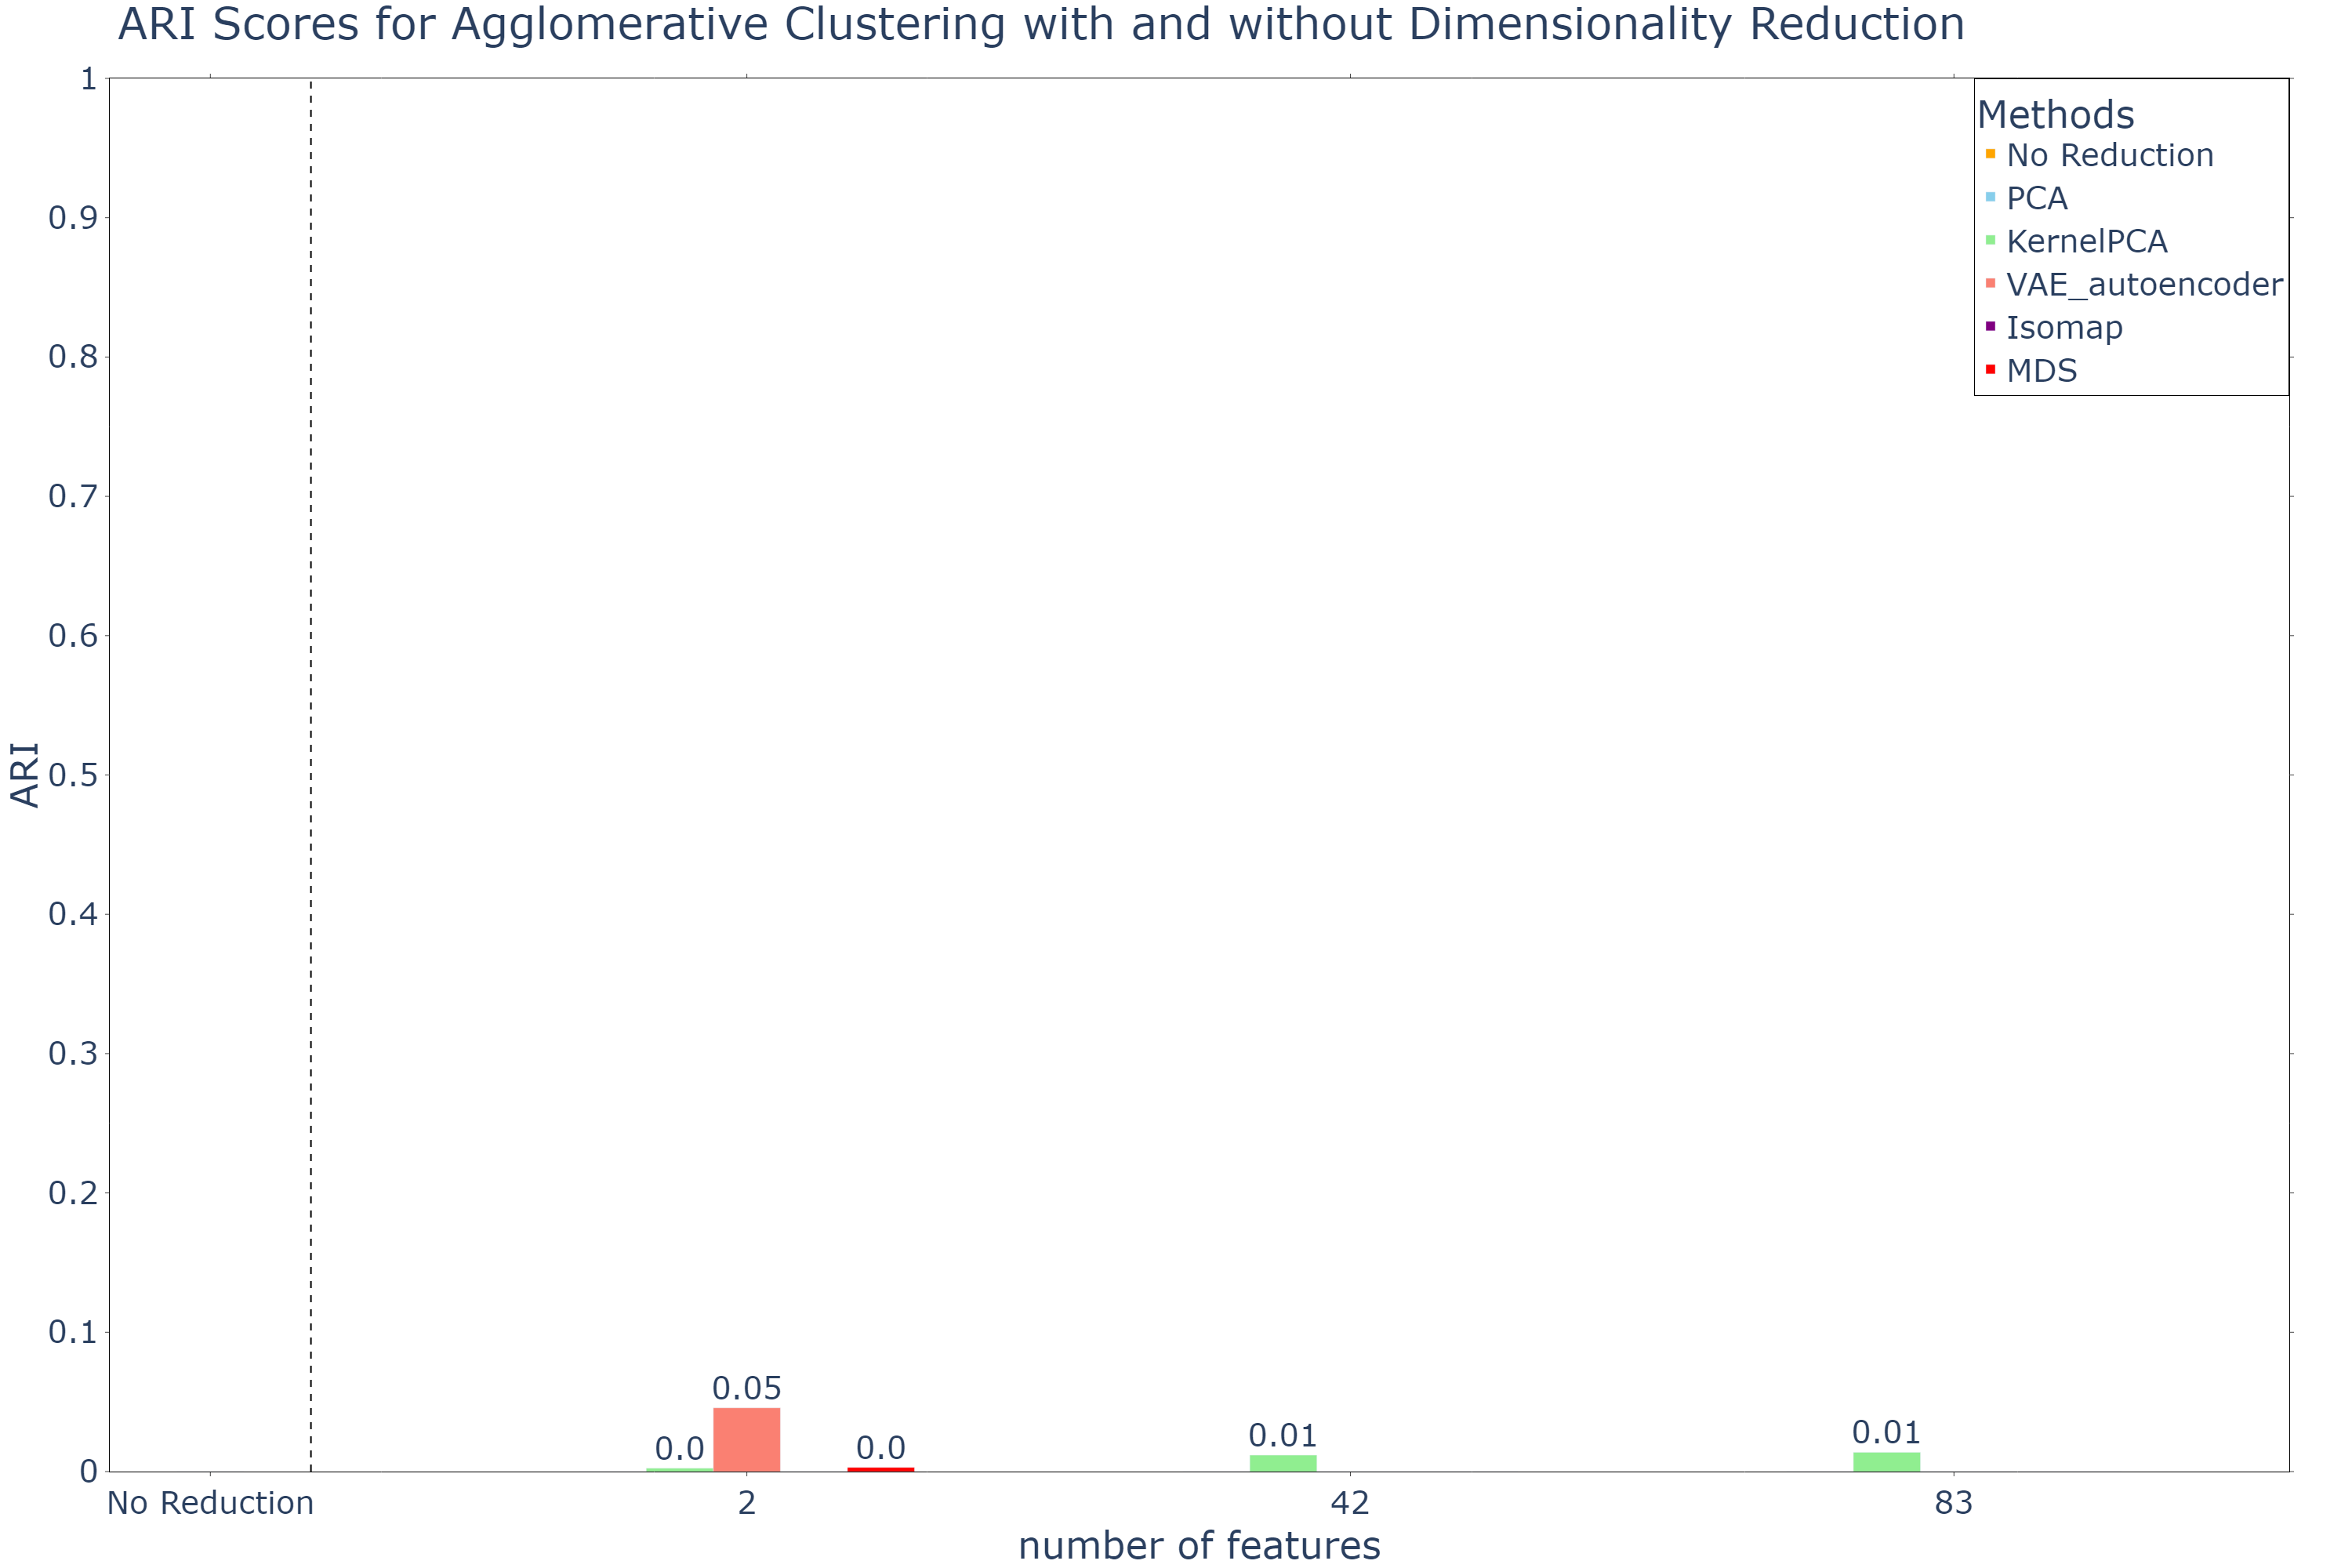 ARI Scores for Agglomerative Clustering with and without Dimensionality Reduction
1
0.9
0.8
0.7
0.6
0.5
0.4
0.3
0.2
0.1
0
ARI
Methods
No Reduction
PCA
KernelPCA
VAE_autoencoder
Isomap
MDS
0.0
0.05
0.0
0.01
0.01
No Reduction
2
42
83
number of features